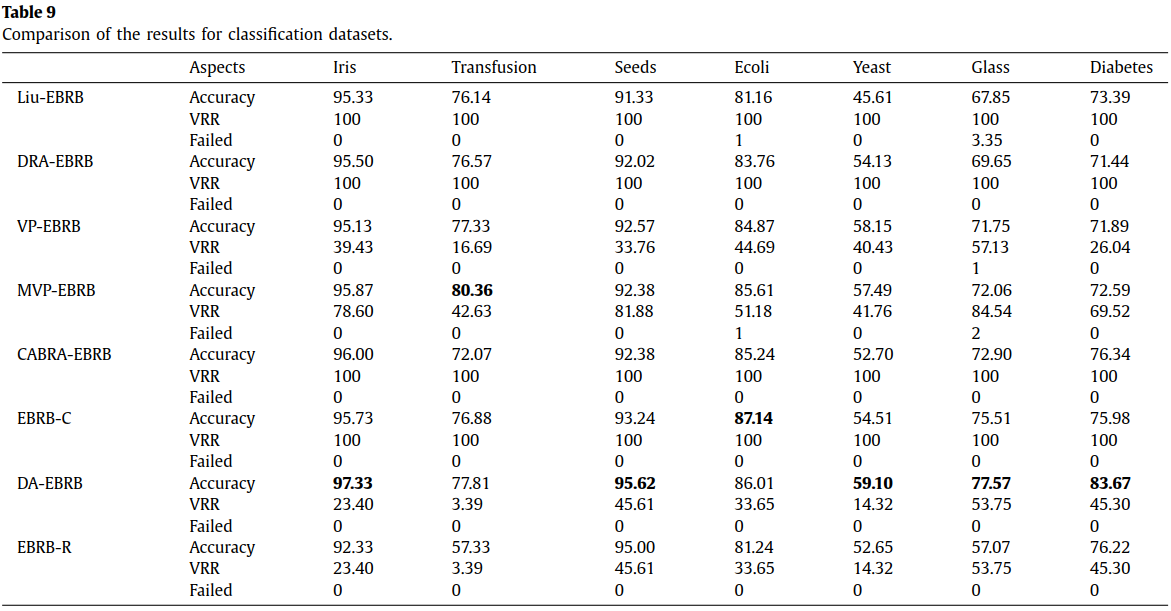 Table 9
Comparison of the results for classification datasets.
Aspects Iris Transfusion Seeds Ecoli Yeast Glass Diabetes
Liu-EBRB Accuracy 95.33 76.14 91.33 81.16 45.61 67.85 73.39
VRR 100 100 100 100 100 100 100
Failed 0 0 0 1 0 3.35 0
DRA-EBRB Accuracy 95.50 76.57 92.02 83.76 54.13 69.65 71.44
VRR 100 100 100 100 100 100 100
Failed 0 0 0 0 0 0 0
VP-EBRB Accuracy 95.13 77.33 92.57 84.87 58.15 71.75 71.89
VRR 39.43 16.69 33.76 44.69 40.43 57.13 26.04
Failed 0 0 0 0 0 1 0
MVP-EBRB Accuracy 95.87 80.36 92.38 85.61 57.49 72.06 72.59
VRR 78.60 42.63 81.88 51.18 41.76 84.54 69.52
Failed 0 0 0 1 0 2 0
CABRA-EBRB Accuracy 96.00 72.07 92.38 85.24 52.70 72.90 76.34
VRR 100 100 100 100 100 100 100
Failed 0 0 0 0 0 0 0
EBRB-C Accuracy 95.73 76.88 93.24 87.14 54.51 75.51 75.98
VRR 100 100 100 100 100 100 100
Failed 0 0 0 0 0 0 0
DA-EBRB Accuracy 97.33 77.81 95.62 86.01 59.10 77.57 83.67
VRR 23.40 3.39 45.61 33.65 14.32 53.75 45.30
Failed 0 0 0 0 0 0 0
EBRB-R Accuracy 92.33 57.33 95.00 81.24 52.65 57.07 76.22
VRR 23.40 3.39 45.61 33.65 14.32 53.75 45.30
Failed 0 0 0 0 0 0 0